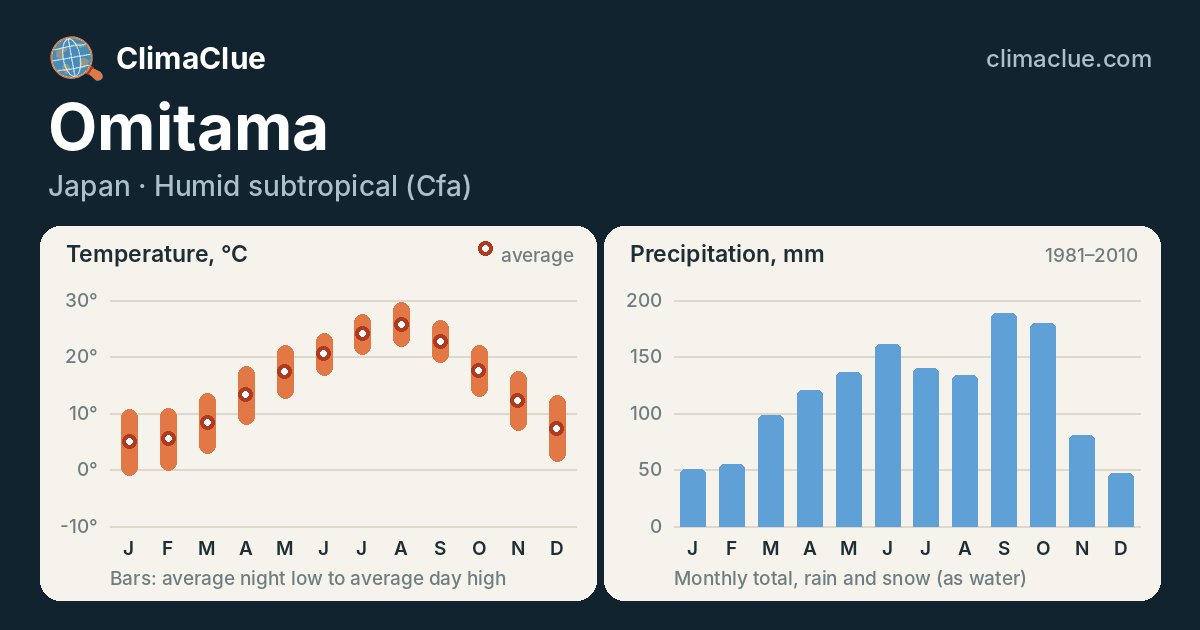 ClimaClue
climaclue.com
Omitama
Japan · Humid subtropical (Cfa)
Temperature, °C
average
30°
20°
10°
0°
-10°
J F M A M J J A S O N D
Bars: average night low to average day high
Precipitation, mm
1981–2010
200
150
100
50
0
J F M A M J J A S O N D
Monthly total, rain and snow (as water)